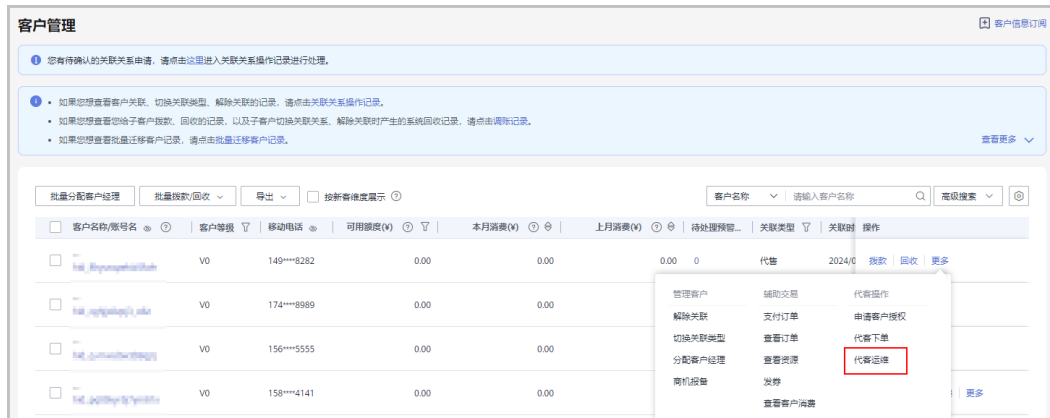 客户管理
客户信息订阅
您有待确认的关联关系申请，请点击这里进入关联关系操作记录进行处理。
• 如果您想查看客户关联、切换关联类型、解除关联的记录，请点击关联关系操作记录。
• 如果您想查看您给子客户拨款、回收的记录，以及子客户切换关联关系、解除关联时产生的系统回收记录，请点击调账记录。
• 如果您想查看批量迁移客户记录，请点击批量迁移客户记录。
查看更多
批量分配客户经理 批量拨款/回收 导出 按新客维度展示 客户名称 请输入客户名称 高级搜索
客户名称/账号名 客户等级 移动电话 可用额度(¥) 本月消费(¥) 上月消费(¥) 待处理预警... 关联类型 关联时 操作
V0 149****8282 0.00 0.00 0.00 0 代售 2024/0 拨款 回收 更多
V0 174****8989 0.00 0.00
V0 156****5555 0.00 0.00
V0 158****4141 0.00 0.00 更多
管理客户 辅助交易 代客操作
解除关联 支付订单 申请客户授权
切换关联类型 查看订单 代客下单
分配客户经理 查看资源 代客运维
商机报备 发券
查看客户消费